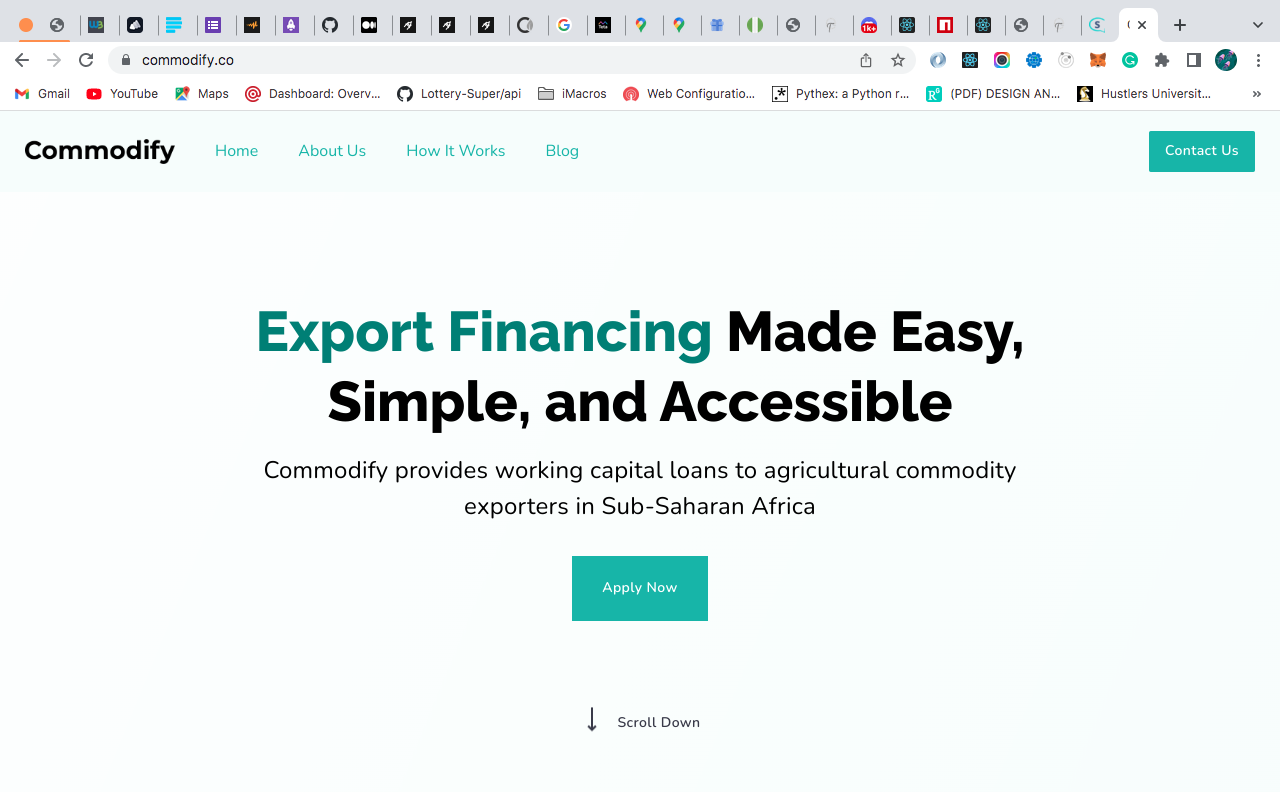 commodify.co
Gmail YouTube Maps Dashboard: Overv... Lottery-Super/api iMacros Web Configuratio... Pythex: a Python r... (PDF) DESIGN AN... Hustlers Universit... »
Commodify Home About Us How It Works Blog Contact Us
Export Financing Made Easy,
Simple, and Accessible
Commodify provides working capital loans to agricultural commodity
exporters in Sub-Saharan Africa
Apply Now
Scroll Down